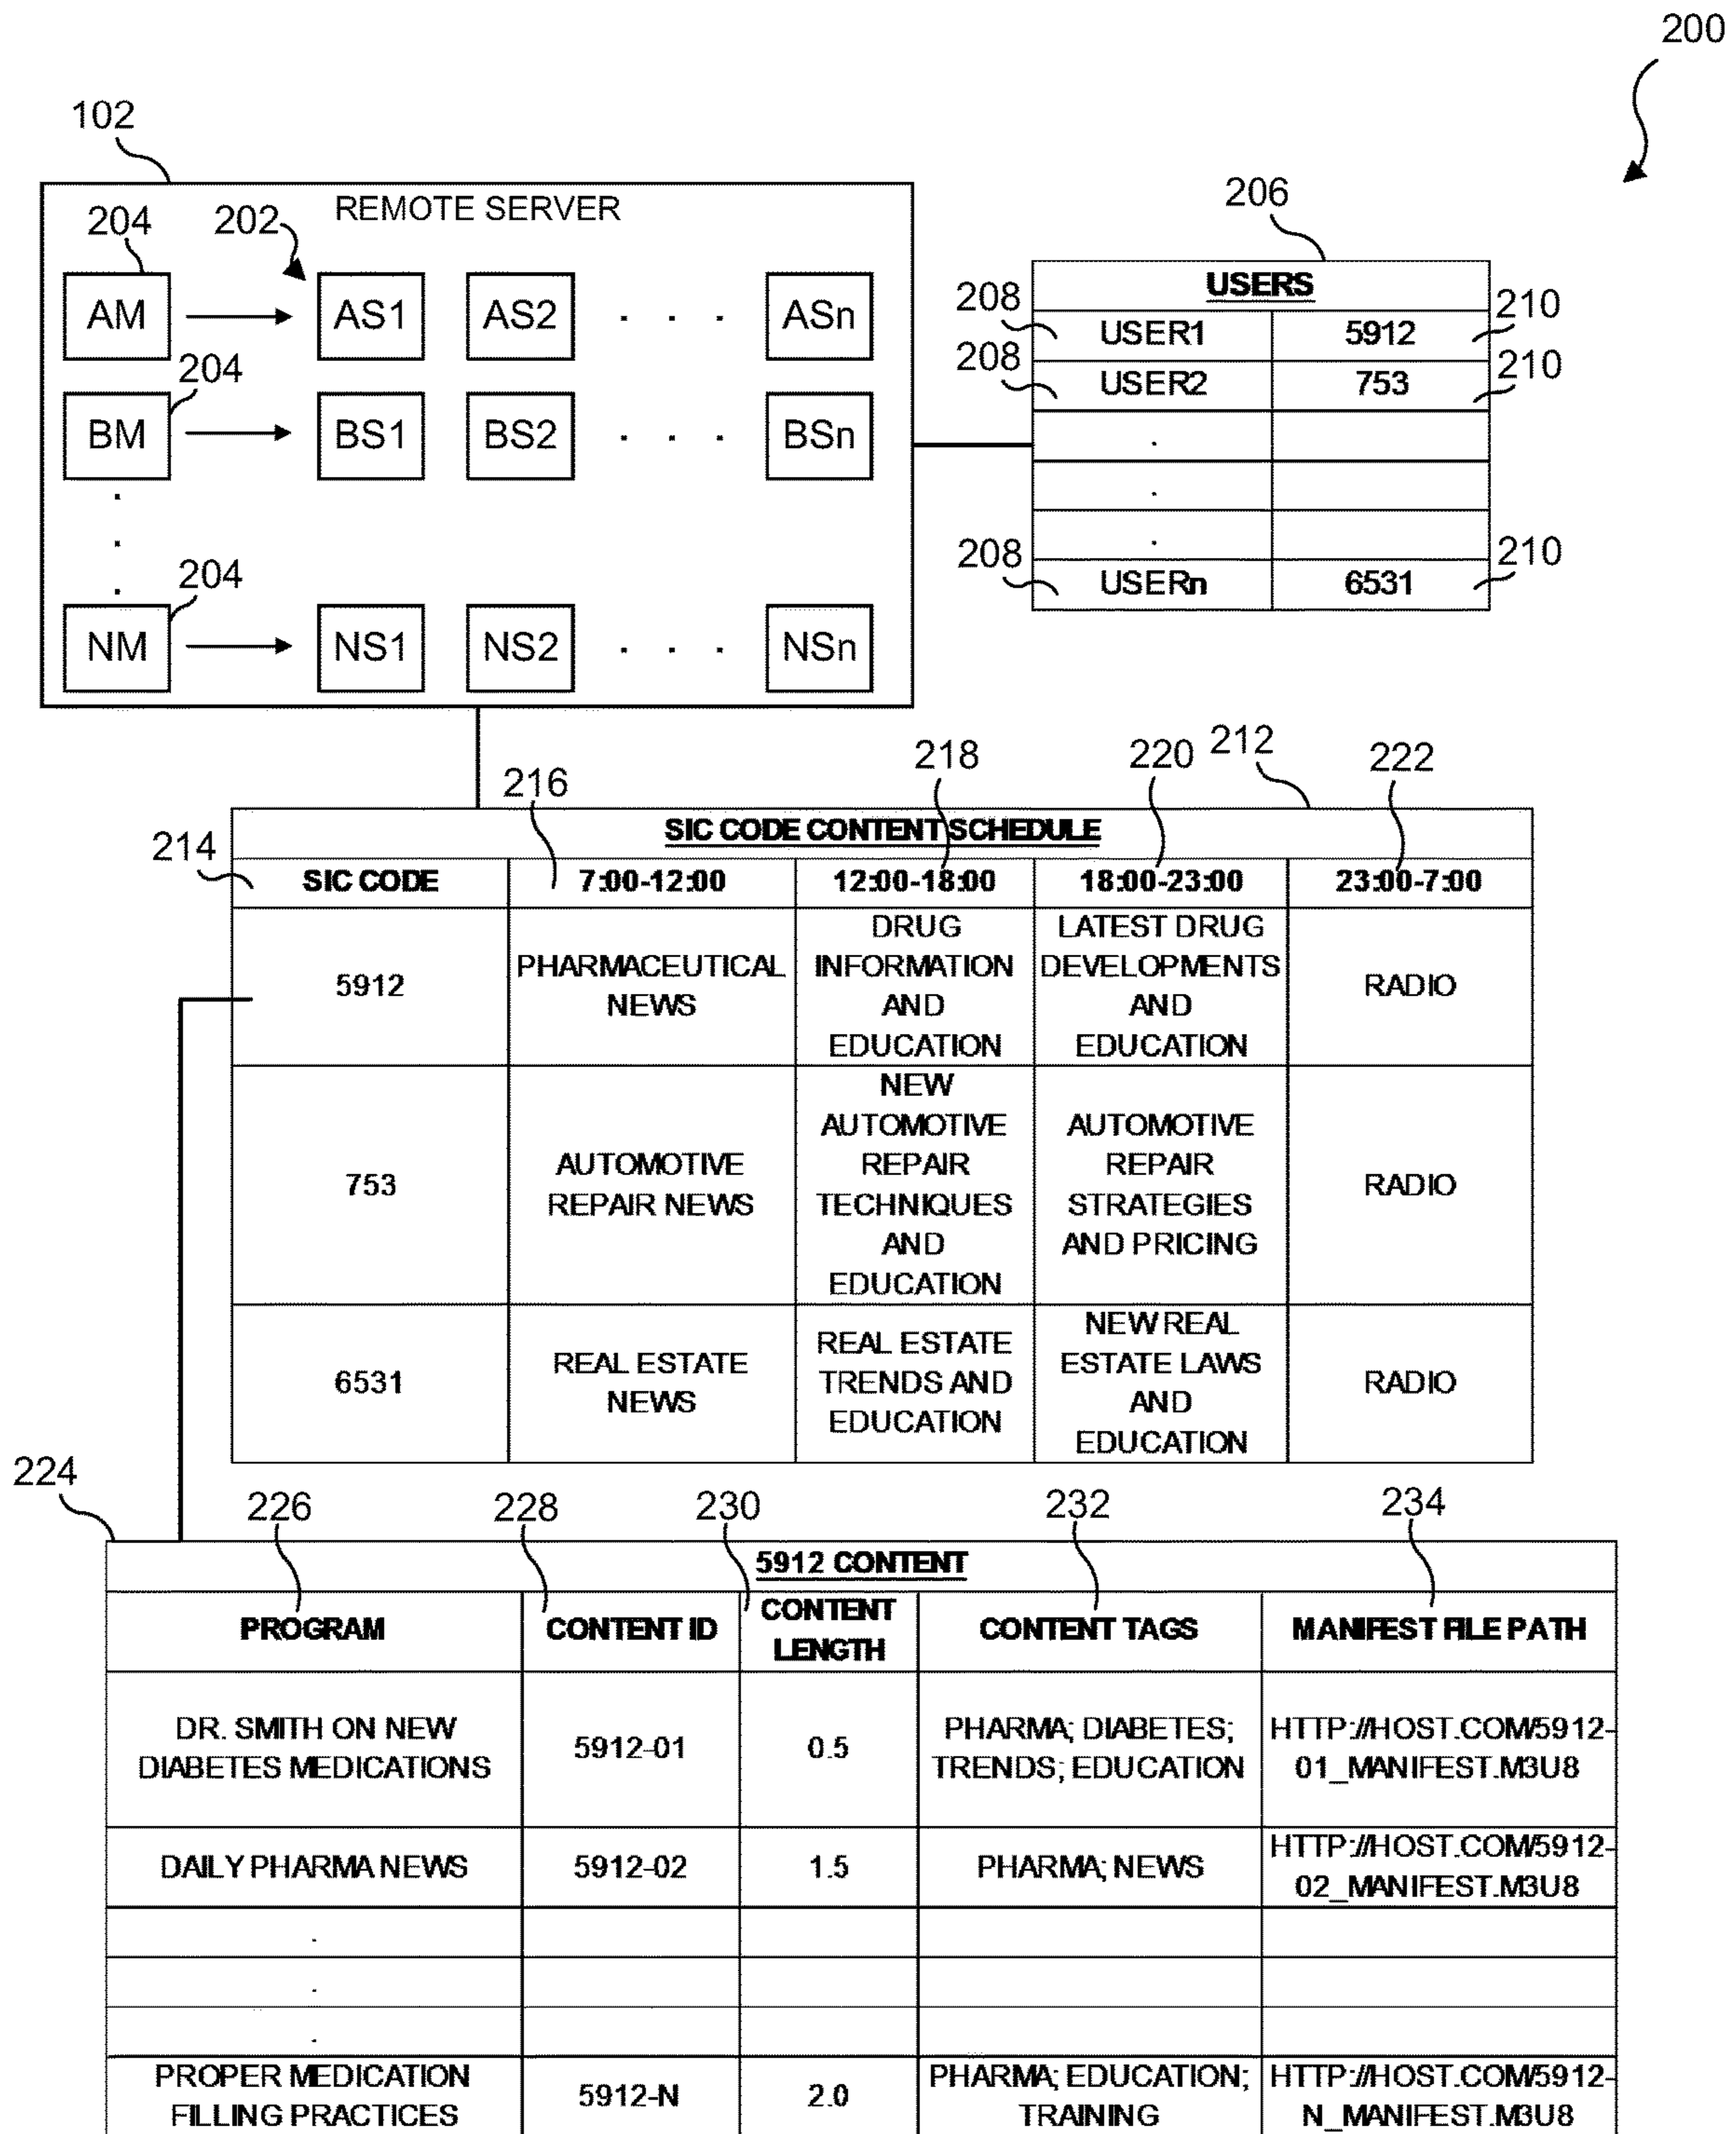 200
102
REMOTE SERVER
204
202
AM
AS1
AS2
. . .
ASn
204
BM
BS1
BS2
. . .
BSn
.
.
.
204
NM
NS1
NS2
. . .
NSn
206
USERS
208
USER1
5912
210
208
USER2
753
210
.
.
.
208
USERn
6531
210
216
218
220
212
222
SIC CODE CONTENT SCHEDULE
214
SIC CODE
7:00-12:00
12:00-18:00
18:00-23:00
23:00-7:00
5912
PHARMACEUTICAL
NEWS
DRUG
INFORMATION
AND
EDUCATION
LATEST DRUG
DEVELOPMENTS
AND
EDUCATION
RADIO
753
AUTOMOTIVE
REPAIR NEWS
NEW
AUTOMOTIVE
REPAIR
TECHNIQUES
AND
EDUCATION
AUTOMOTIVE
REPAIR
STRATEGIES
AND PRICING
RADIO
6531
REAL ESTATE
NEWS
REAL ESTATE
TRENDS AND
EDUCATION
NEW REAL
ESTATE LAWS
AND
EDUCATION
RADIO
224
226
228
230
232
234
5912 CONTENT
PROGRAM
CONTENT ID
CONTENT
LENGTH
CONTENT TAGS
MANIFEST FILE PATH
DR. SMITH ON NEW
DIABETES MEDICATIONS
5912-01
0.5
PHARMA; DIABETES;
TRENDS; EDUCATION
HTTP://HOST.COM/5912-
01_MANIFEST.M3U8
DAILY PHARMA NEWS
5912-02
1.5
PHARMA; NEWS
HTTP://HOST.COM/5912-
02_MANIFEST.M3U8
.
.
.
PROPER MEDICATION
FILLING PRACTICES
5912-N
2.0
PHARMA; EDUCATION;
TRAINING
HTTP://HOST.COM/5912-
N_MANIFEST.M3U8